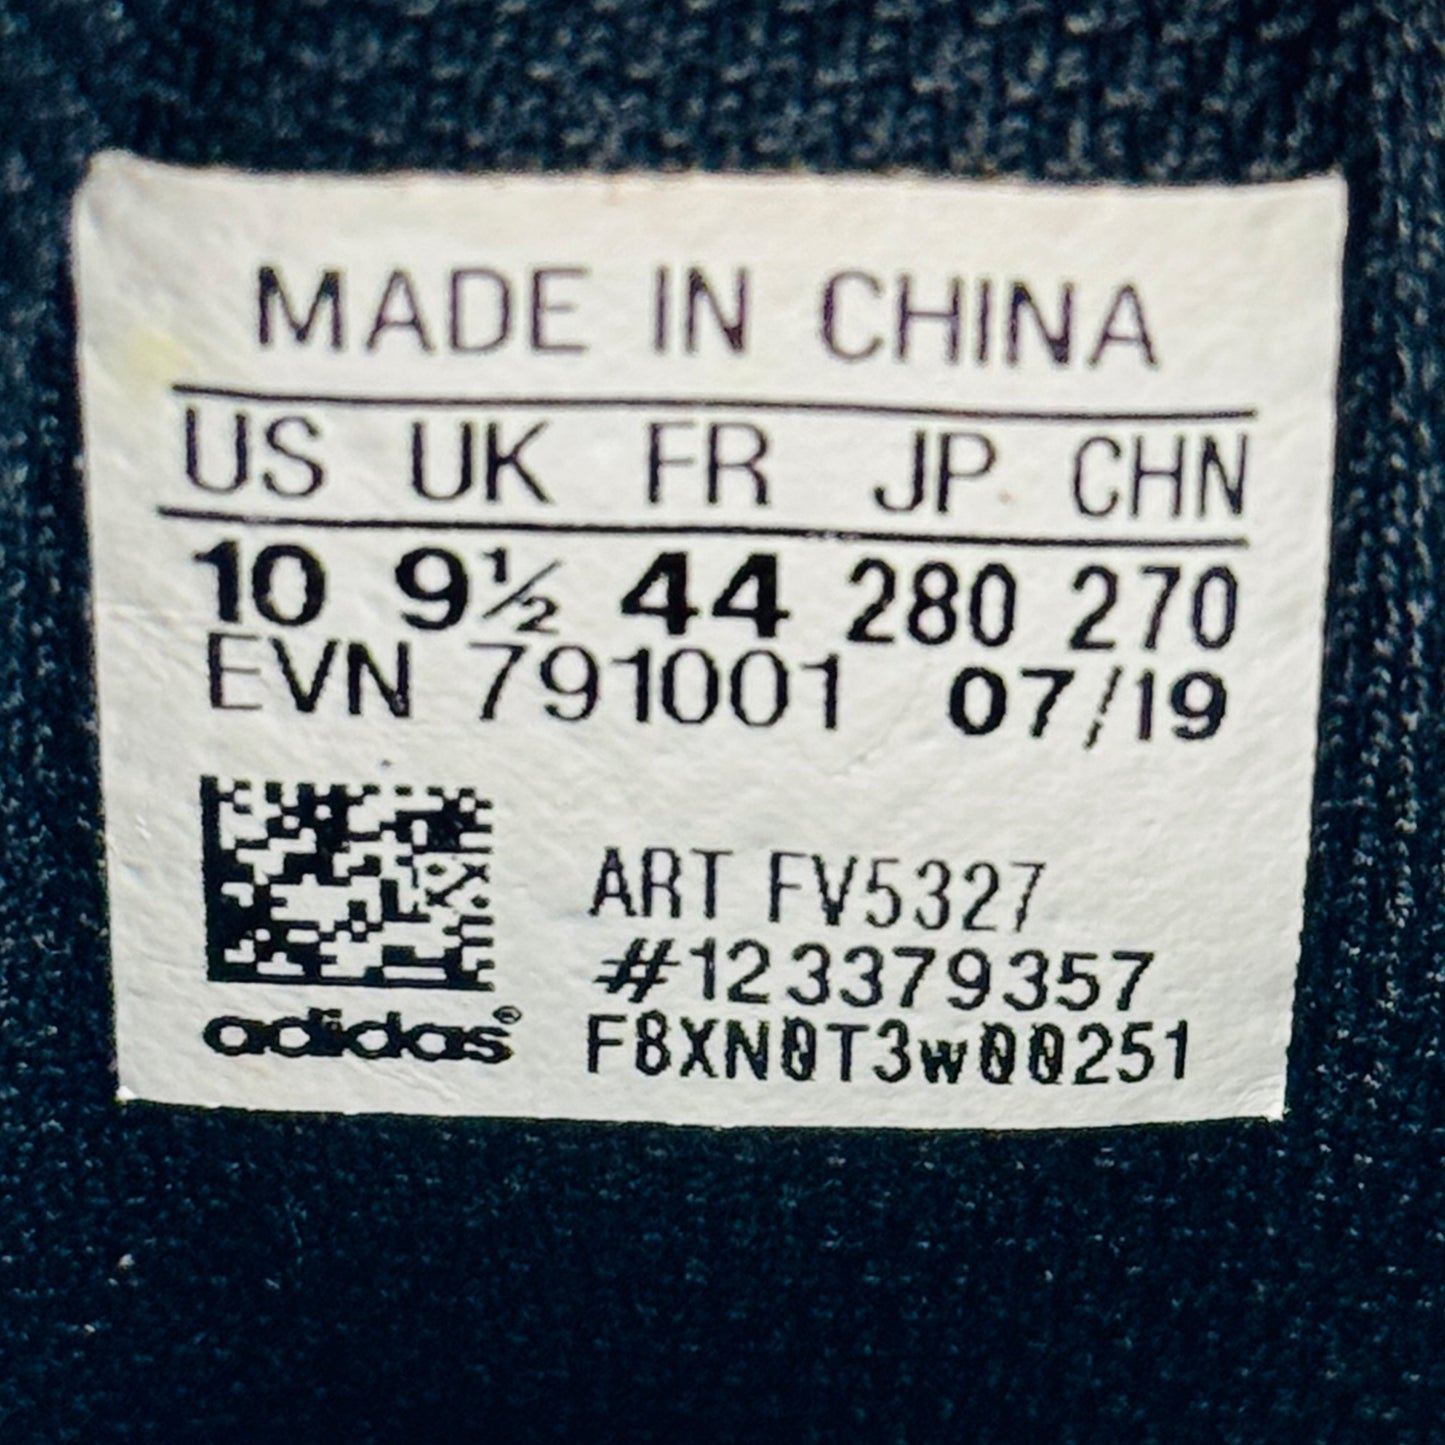 MADE IN CHINA
US UK FR JP CHN
10 9½ 44 280 270
EVN 791001 07/19
ART FV5327
#123379357
adidas® F8XN0T3w00251